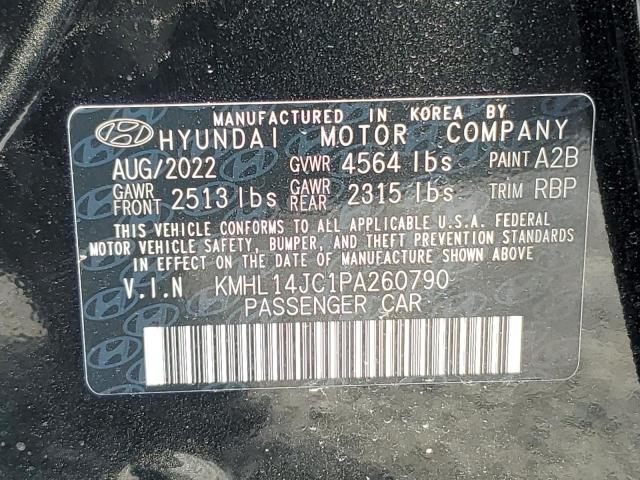 MANUFACTURED IN KOREA BY
HYUNDAI MOTOR COMPANY
AUG/2022 GVWR 4564 lbs PAINT A2B
GAWR FRONT 2513 lbs GAWR REAR 2315 lbs TRIM RBP
THIS VEHICLE CONFORMS TO ALL APPLICABLE U.S.A. FEDERAL
MOTOR VEHICLE SAFETY, BUMPER, AND THEFT PREVENTION STANDARDS
IN EFFECT ON THE DATE OF MANUFACTURE SHOWN ABOVE.
V.I.N KMHL14JC1PA260790
PASSENGER CAR